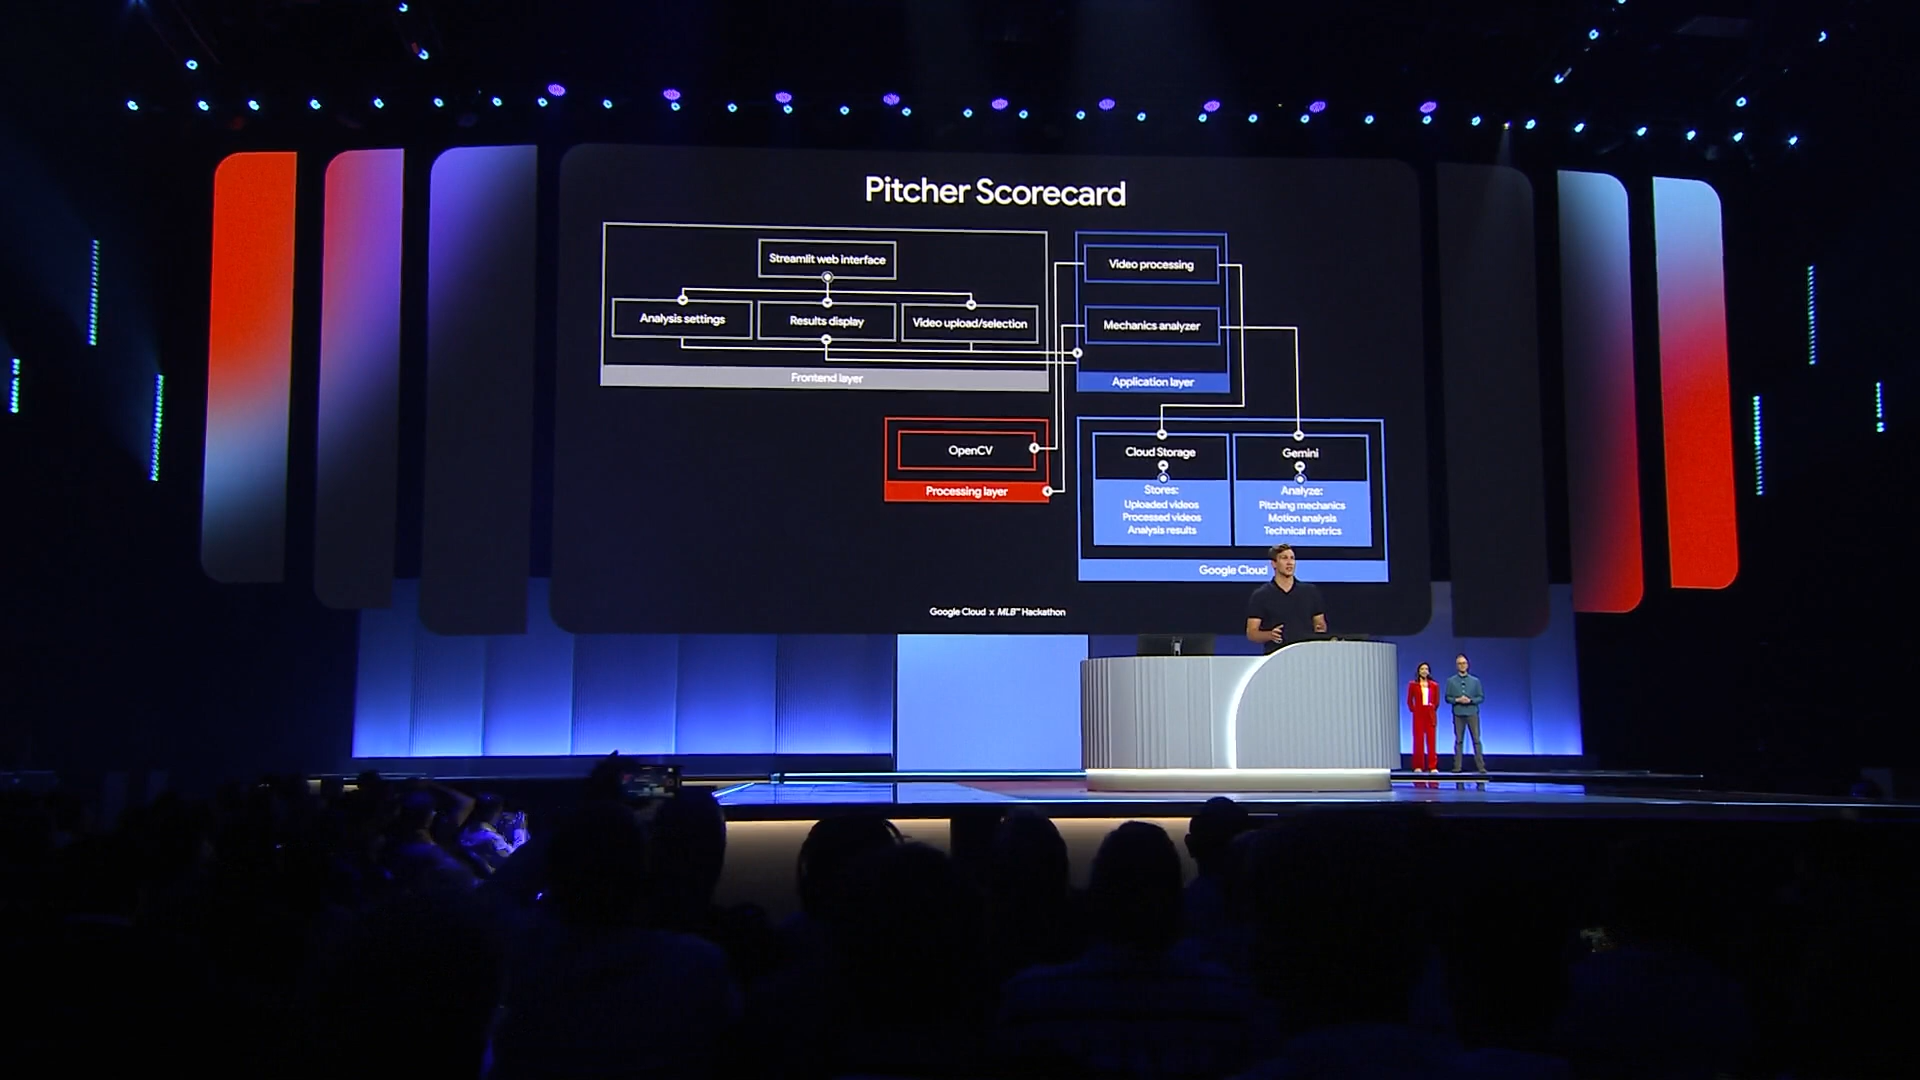 Pitcher Scorecard
Streamlit web interface
Analysis settings
Results display
Video upload/selection
Frontend layer
Video processing
Mechanics analyzer
Application layer
OpenCV
Processing layer
Cloud Storage
Stores:
Uploaded videos
Processed videos
Analysis results
Gemini
Analyze:
Pitching mechanics
Motion analysis
Technical metrics
Google Cloud
Google Cloud x MLB™ Hackathon